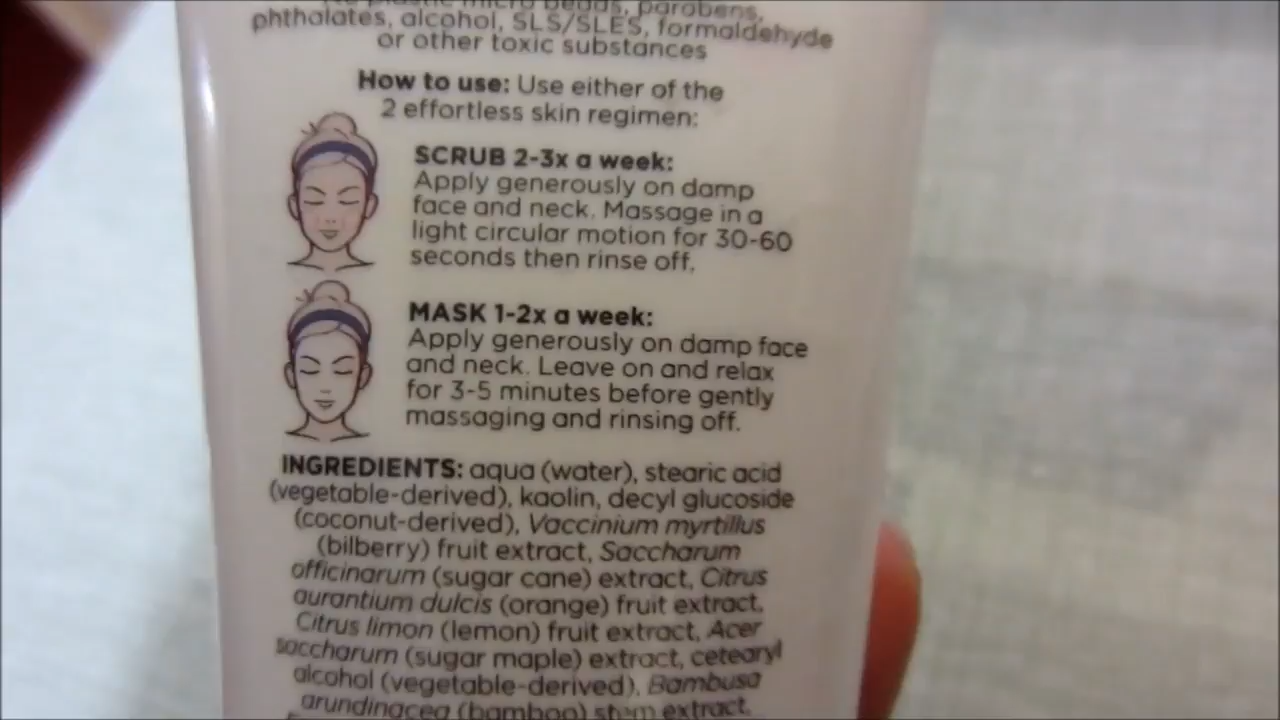 No plastic micro beads, parabens,
phthalates, alcohol, SLS/SLES, formaldehyde
or other toxic substances
How to use: Use either of the
2 effortless skin regimen:
SCRUB 2-3x a week:
Apply generously on damp
face and neck. Massage in a
light circular motion for 30-60
seconds then rinse off.
MASK 1-2x a week:
Apply generously on damp face
and neck. Leave on and relax
for 3-5 minutes before gently
massaging and rinsing off.
INGREDIENTS: aqua (water), stearic acid
(vegetable-derived), kaolin, decyl glucoside
(coconut-derived), Vaccinium myrtillus
(bilberry) fruit extract, Saccharum
officinarum (sugar cane) extract, Citrus
aurantium dulcis (orange) fruit extract,
Citrus limon (lemon) fruit extract, Acer
saccharum (sugar maple) extract, cetearyl
alcohol (vegetable-derived), Bambusa
arundinacea (bamboo) stem extract,